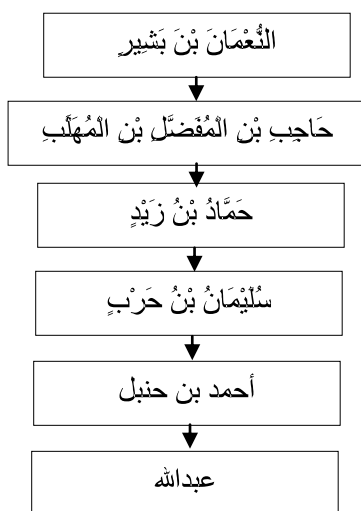 النُّعْمَانَ بْنَ بَشِيرٍ
حَاجِبِ بْنِ الْمُفَضَّلِ بْنِ الْمُهَلَّبِ
حَمَّادُ بْنُ زَيْدٍ
سُلَيْمَانُ بْنُ حَرْبٍ
أحمد بن حنبل
عبدالله